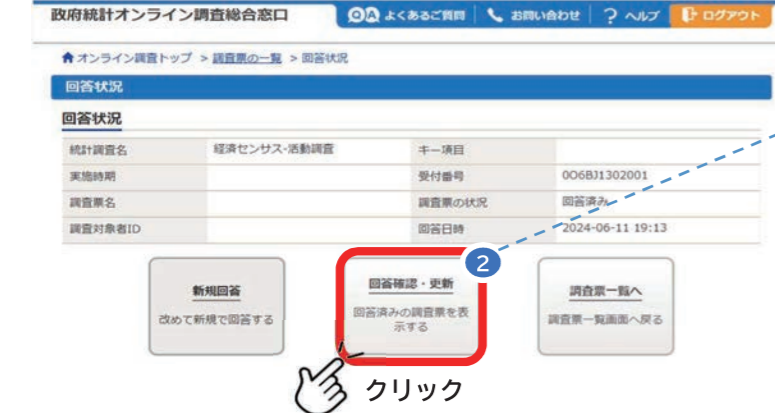 政府統計オンライン調査総合窓口 QA よくあるご質問 お問い合わせ ? ヘルプ ログアウト
オンライン調査トップ > 調査票の一覧 > 回答状況
回答状況
回答状況
統計調査名 経済センサス-活動調査 キー項目
実施時期 受付番号 0O6BJ1302001
調査票名 調査票の状況 回答済み
調査対象者ID 回答日時 2024-06-11 19:13
2
新規回答 回答確認・更新 調査票一覧へ
改めて新規で回答する 回答済みの調査票を表 調査票一覧画面へ戻る
示する
クリック